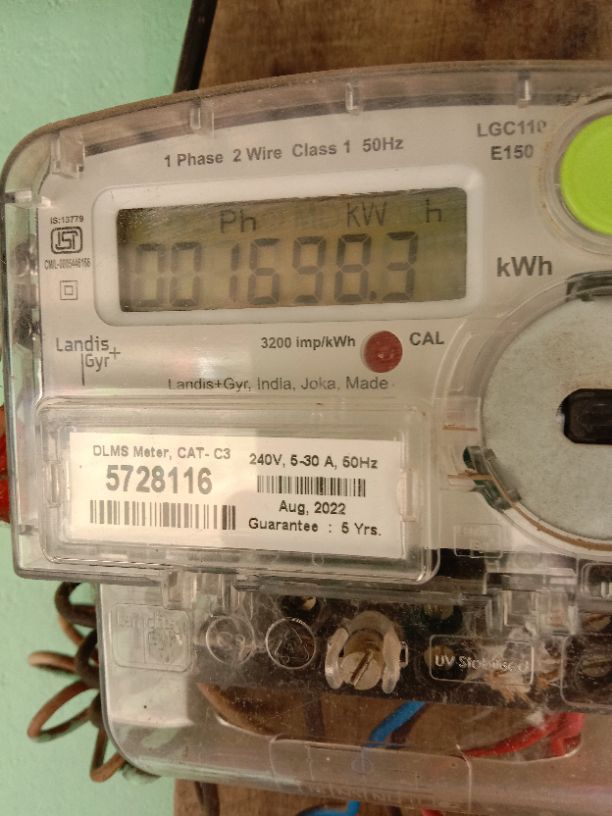 1 Phase 2 Wire Class 1 50Hz
LGC110
E150
IS:13779
ISI
Ph M kW h
001698.3
kWh
Landis
Gyr+
3200 imp/kWh
CAL
Landis+Gyr, India, Joka, Made
DLMS Meter, CAT- C3
5728116
240V, 5-30 A, 50Hz
Aug, 2022
Guarantee : 5 Yrs.
Landis
UV Stabilised